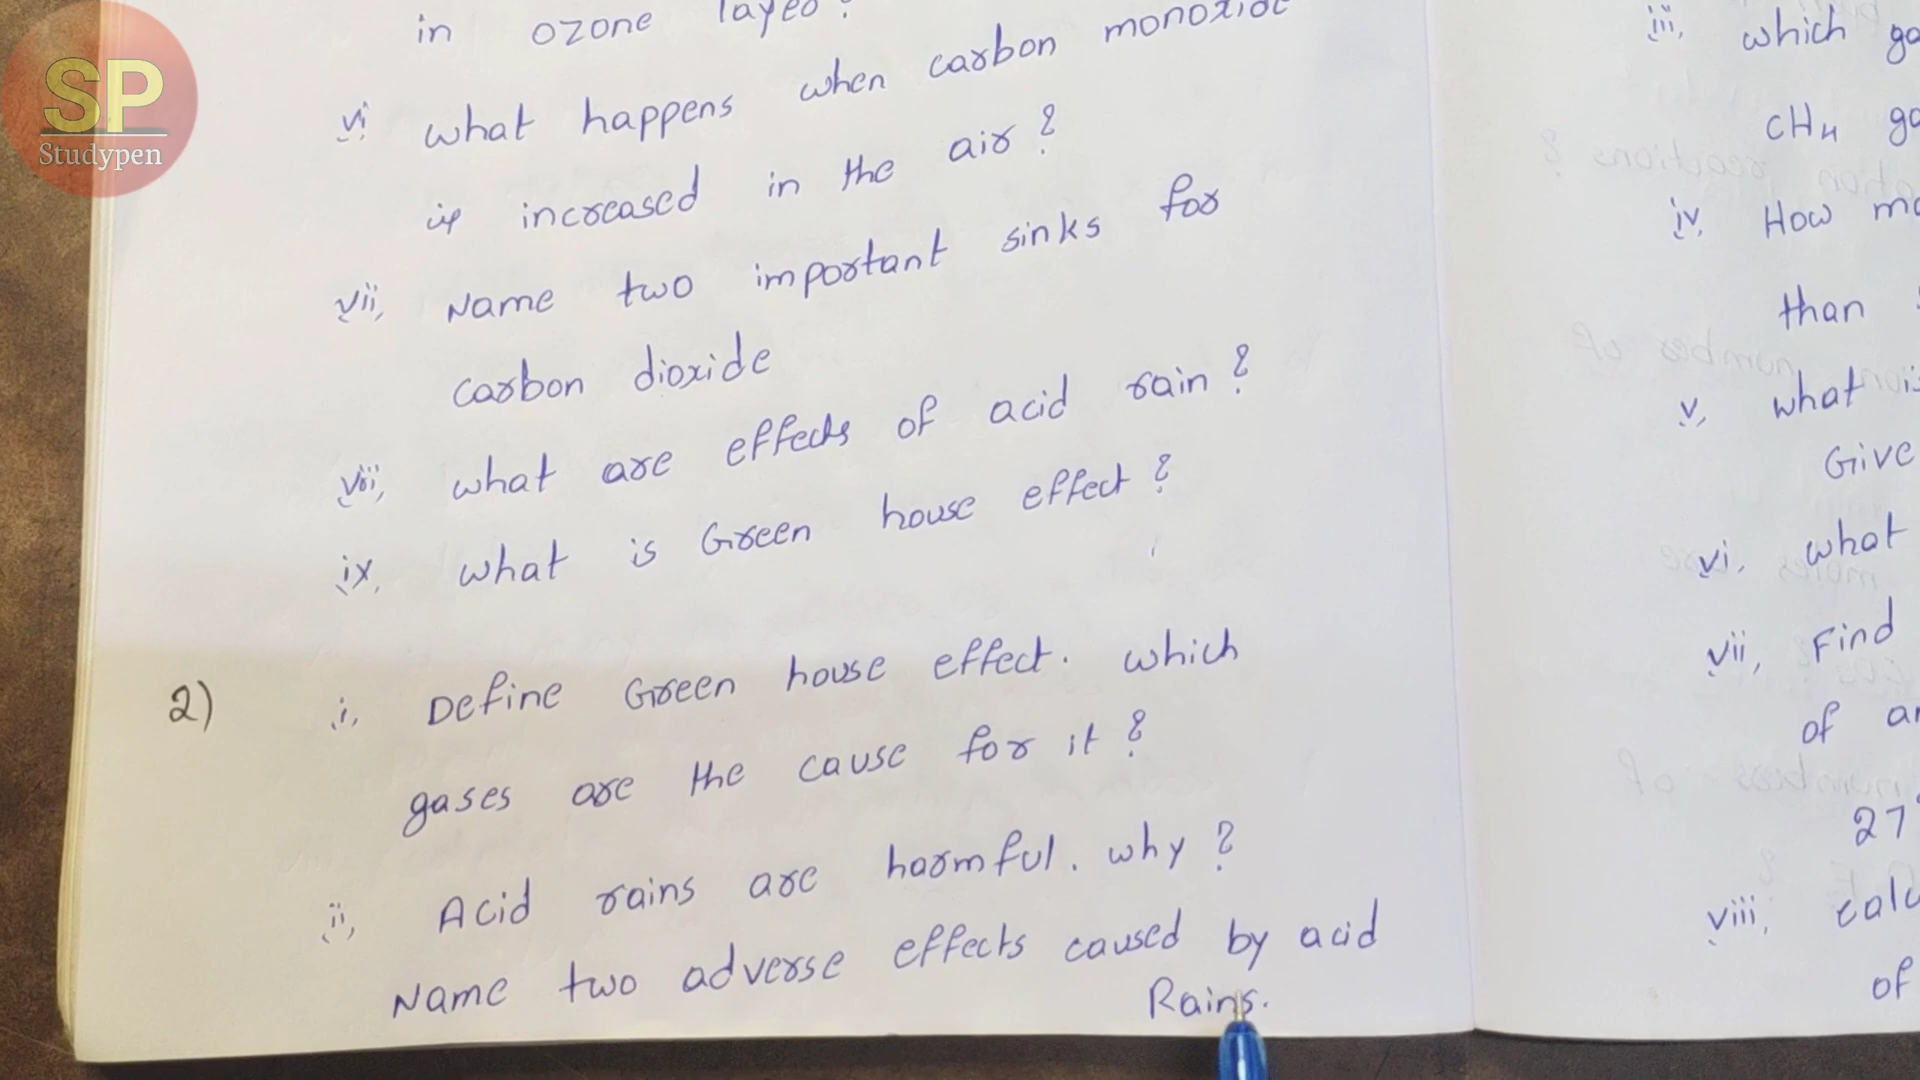 SP
Studypen
in ozone layer?
vi what happens when carbon monoxide
is increased in the air?
vii, Name two important sinks for
carbon dioxide
viii, what are effects of acid rain?
ix, what is Green house effect?
2) i, Define Green house effect. which
gases are the cause for it?
ii, Acid rains are harmful. why?
Name two adverse effects caused by acid
Rains.
iii, which
CH4
iv, How
than
v, what
Give
vi, what
vii, Find
of
27
viii,
of